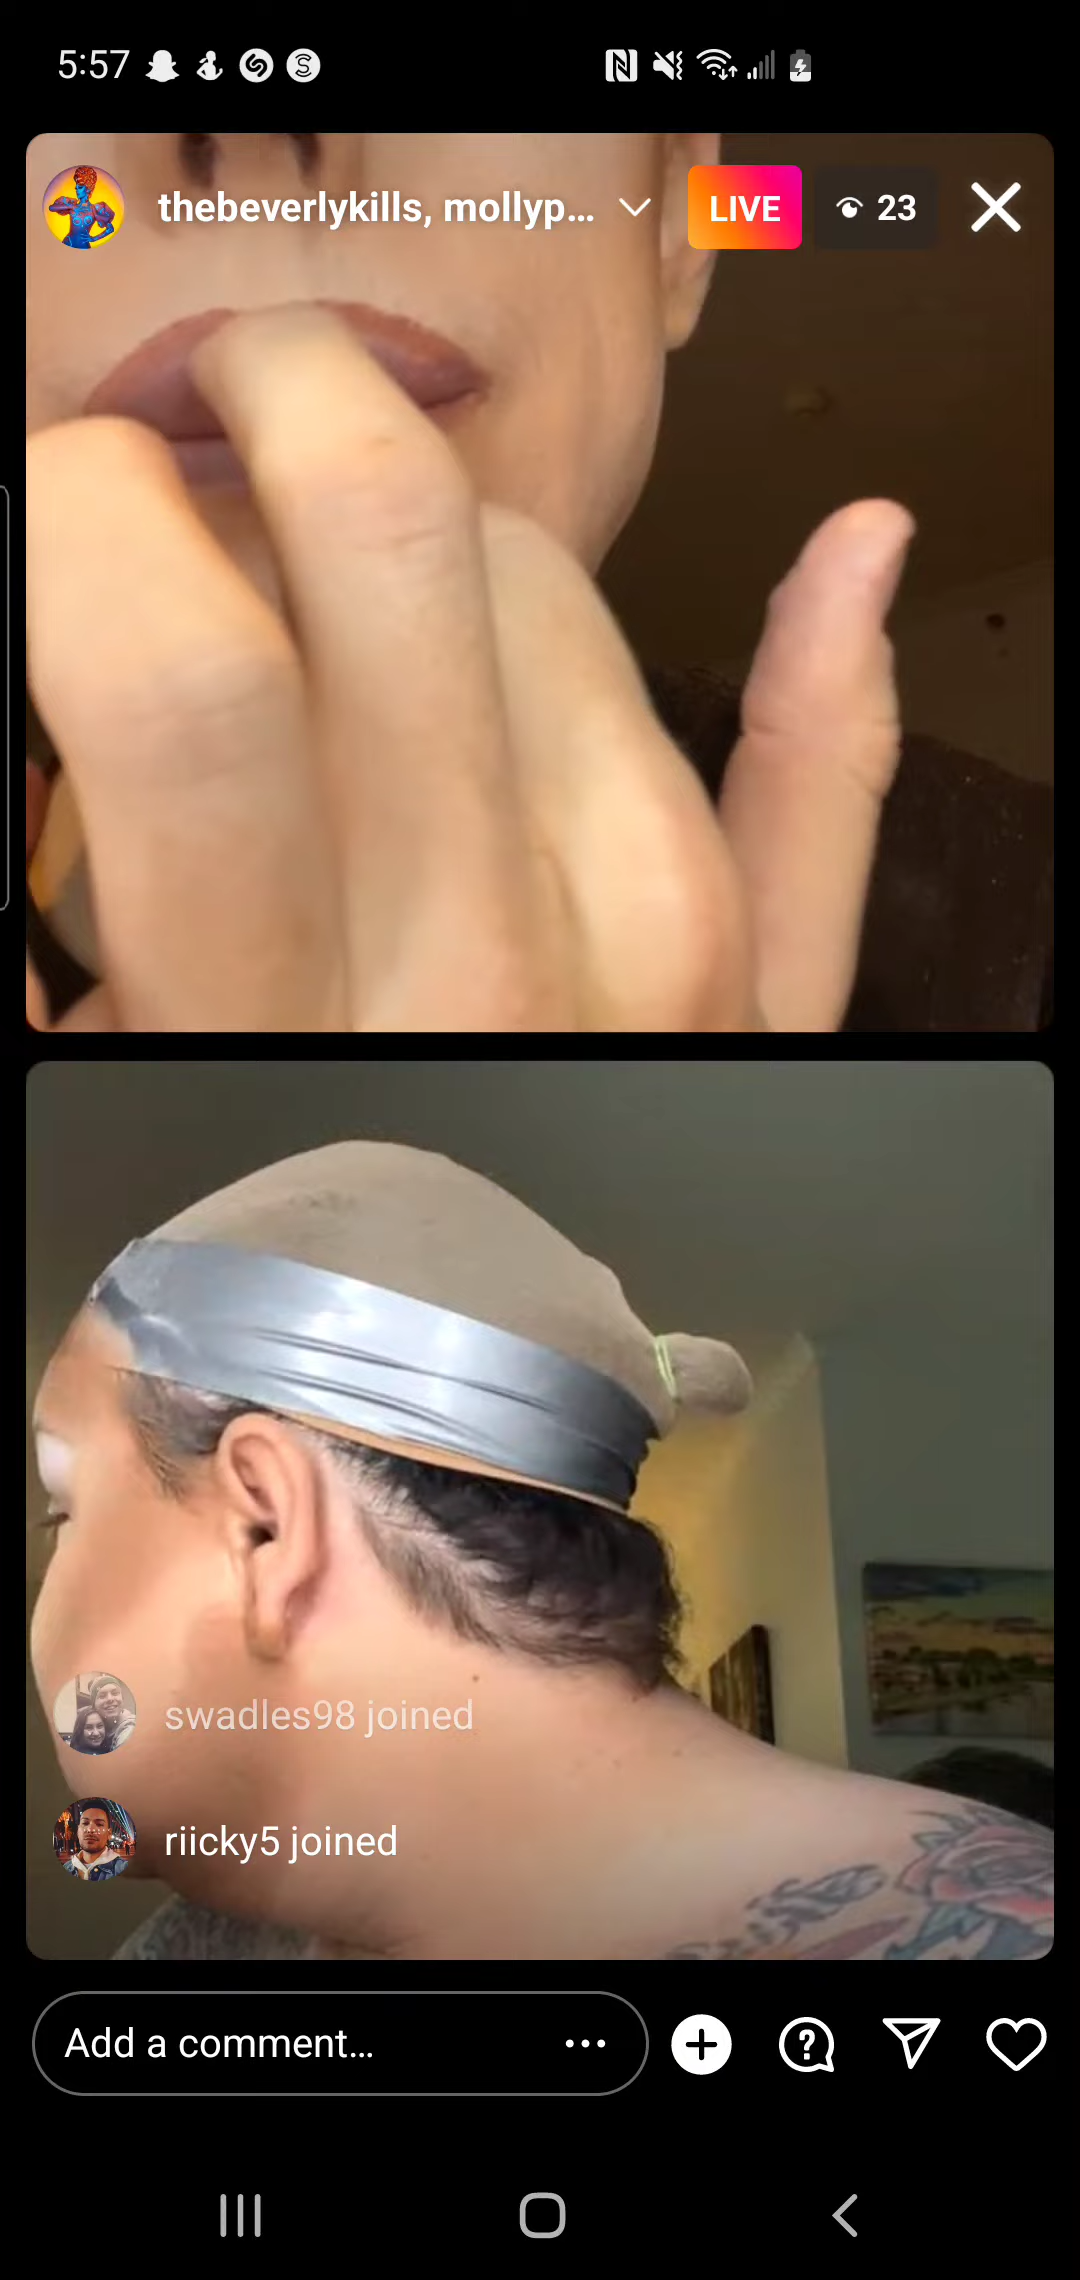 5:57
thebeverlykills, mollyp... LIVE 23
swadles98 joined
riicky5 joined
Add a comment...